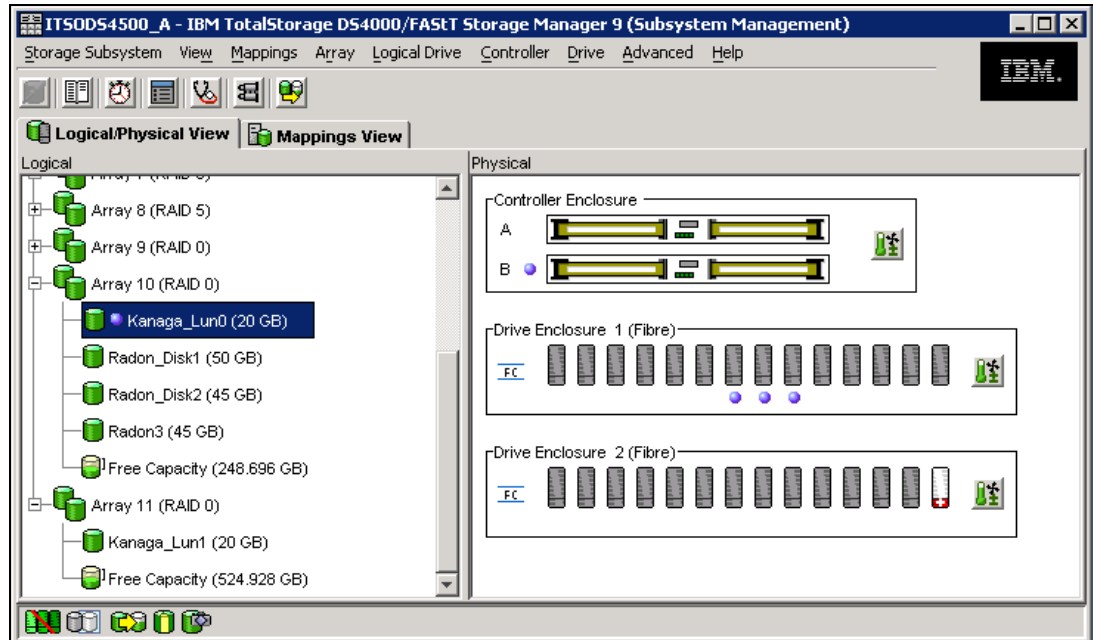 ITSODS4500_A - IBM TotalStorage DS4000/FAStT Storage Manager 9 (Subsystem Management)
Storage Subsystem View Mappings Array Logical Drive Controller Drive Advanced Help
IBM.
Logical/Physical View Mappings View
Logical
Array 8 (RAID 5)
Array 9 (RAID 0)
Array 10 (RAID 0)
Kanaga_Lun0 (20 GB)
Radon_Disk1 (50 GB)
Radon_Disk2 (45 GB)
Radon3 (45 GB)
Free Capacity (248.696 GB)
Array 11 (RAID 0)
Kanaga_Lun1 (20 GB)
Free Capacity (524.928 GB)
Physical
Controller Enclosure
A
B
Drive Enclosure 1 (Fibre)
FC
Drive Enclosure 2 (Fibre)
FC